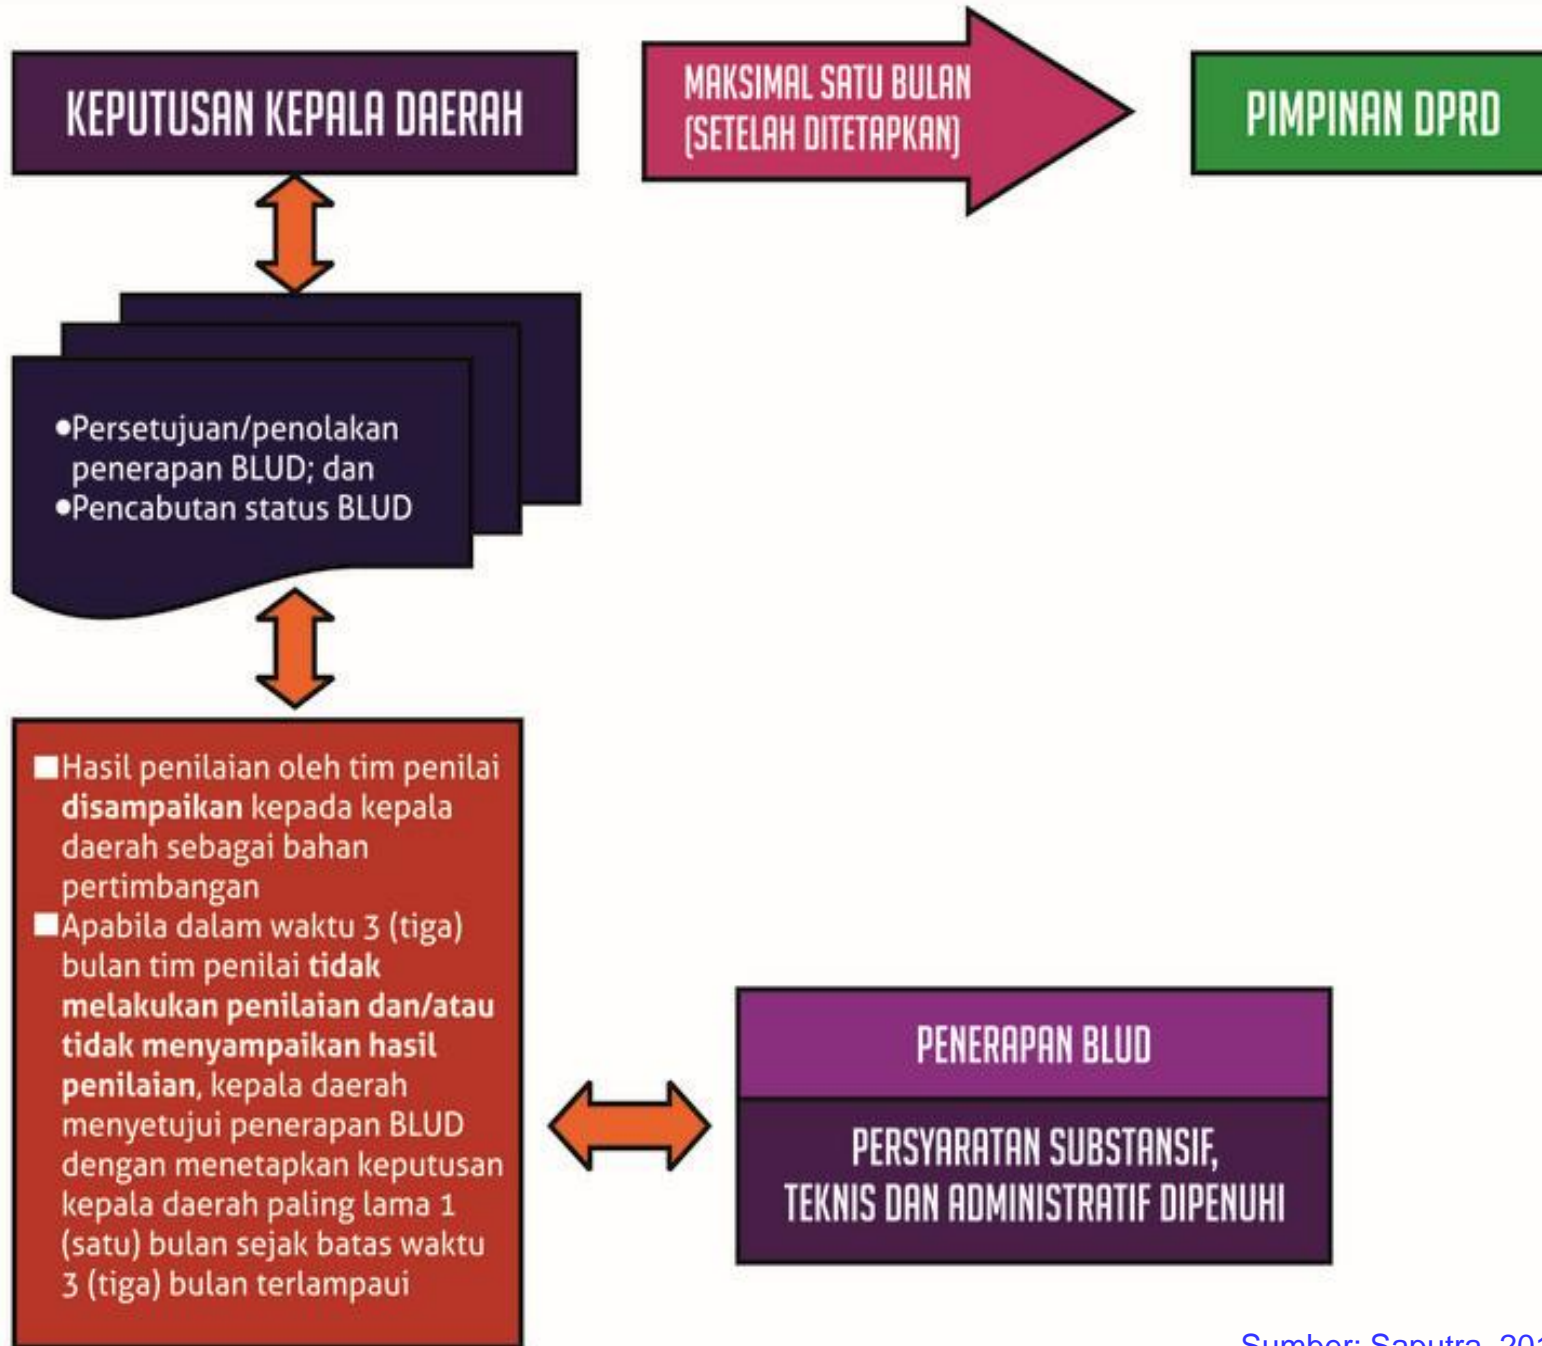 KEPUTUSAN KEPALA DAERAH
MAKSIMAL SATU BULAN
(SETELAH DITETAPKAN)
PIMPINAN DPRD
●Persetujuan/penolakan
penerapan BLUD; dan
●Pencabutan status BLUD
■Hasil penilaian oleh tim penilai
disampaikan kepada kepala
daerah sebagai bahan
pertimbangan
■Apabila dalam waktu 3 (tiga)
bulan tim penilai tidak
melakukan penilaian dan/atau
tidak menyampaikan hasil
penilaian, kepala daerah
menyetujui penerapan BLUD
dengan menetapkan keputusan
kepala daerah paling lama 1
(satu) bulan sejak batas waktu
3 (tiga) bulan terlampaui
PENERAPAN BLUD
PERSYARATAN SUBSTANSIF,
TEKNIS DAN ADMINISTRATIF DIPENUHI
Sumber: Saputra